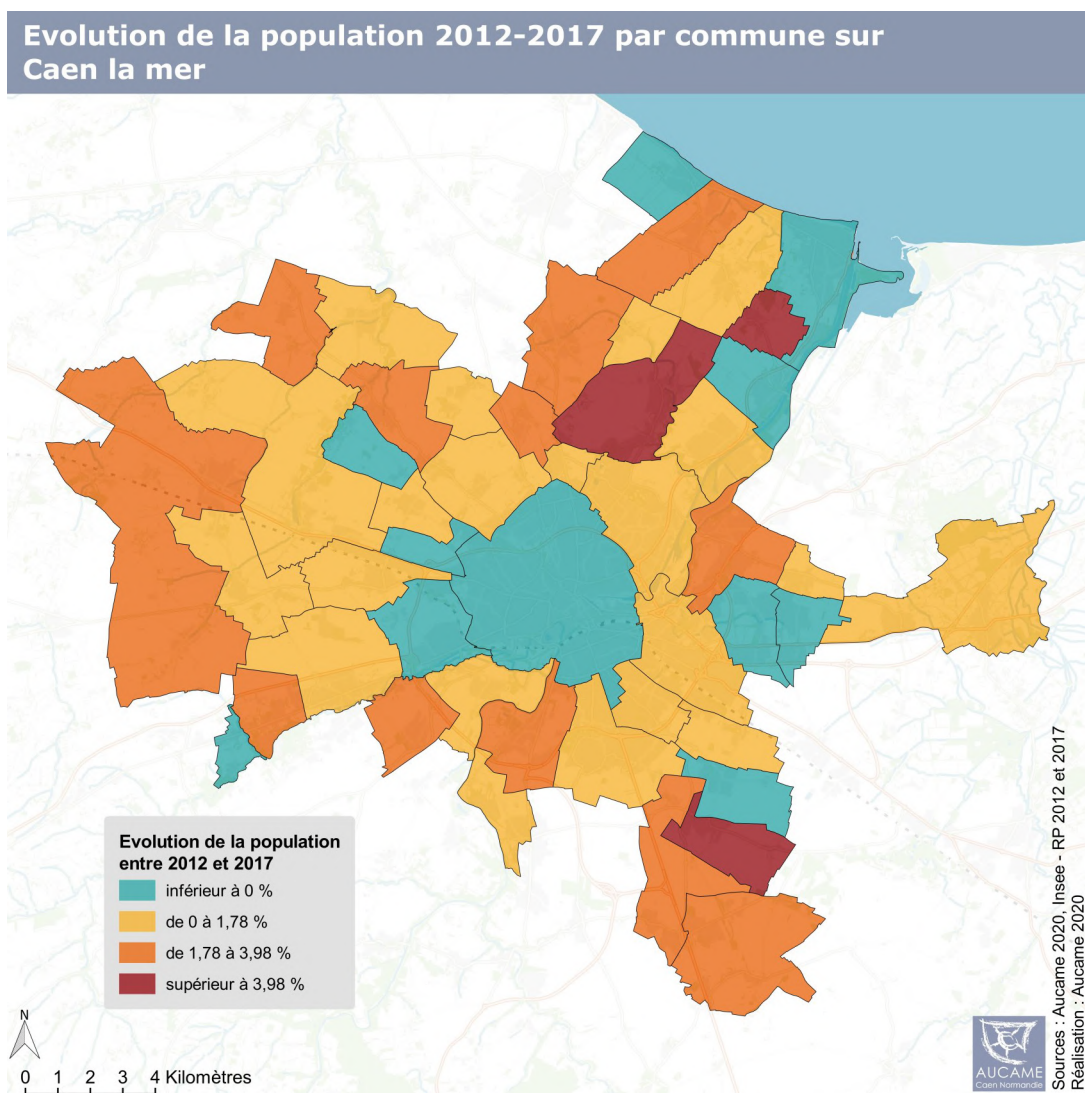 Evolution de la population 2012-2017 par commune sur
Caen la mer
Evolution de la population
entre 2012 et 2017
inférieur à 0 %
de 0 à 1,78 %
de 1,78 à 3,98 %
supérieur à 3,98 %
N
0 1 2 3 4 Kilomètres
AUCAME
Caen Normandie
Sources : Aucame 2020, Insee - RP 2012 et 2017
Réalisation : Aucame 2020